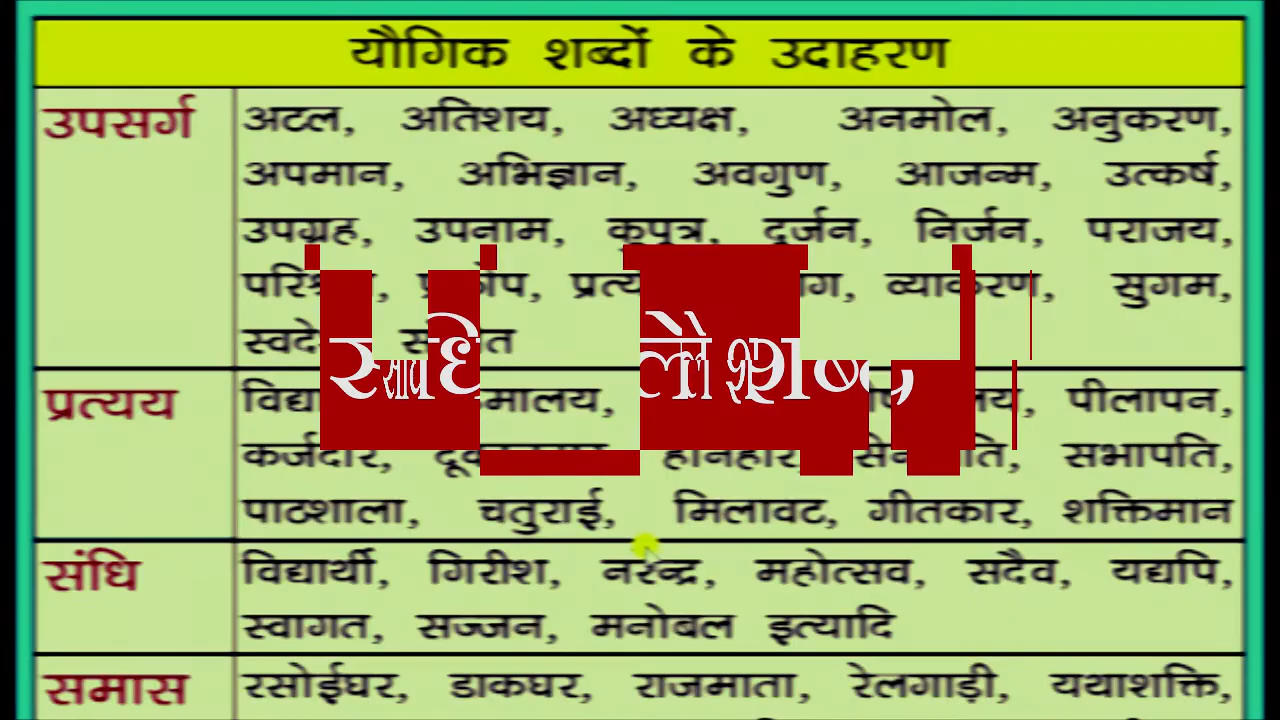 यौगिक शब्दों के उदाहरण
उपसर्ग अटल, अतिशय, अध्यक्ष, अनमोल, अनुकरण,
अपमान, अभिज्ञान, अवगुण, आजन्म, उत्कर्ष,
उपग्रह, उपनाम, कुपुत्र, दुर्जन, निर्जन, पराजय,
व्याकरण, सुगम,
प्रत्यय पीलापन,
कर्जदार, सभापति,
पाठशाला, चतुराई, मिलावट, गीतकार, शक्तिमान
संधि विद्यार्थी, गिरीश, नरेन्द्र, महोत्सव, सदैव, यद्यपि,
स्वागत, सज्जन, मनोबल इत्यादि
समास रसोईघर, डाकघर, राजमाता, रेलगाड़ी, यथाशक्ति,